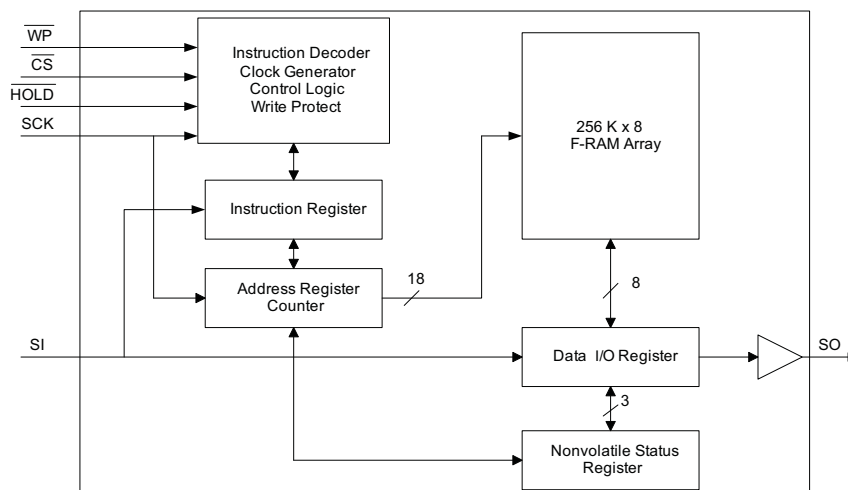 WP
CS
HOLD
SCK
Instruction Decoder
Clock Generator
Control Logic
Write Protect
256 K x 8
F-RAM Array
Instruction Register
Address Register
Counter
18
8
SI
Data I/O Register
SO
3
Nonvolatile Status
Register